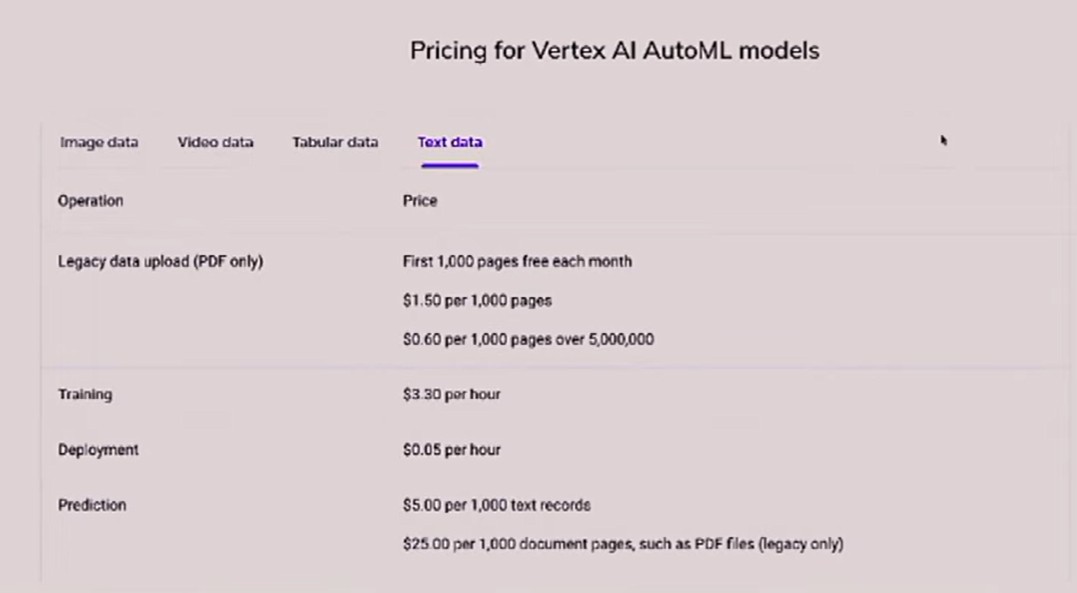 Pricing for Vertex AI AutoML models
Image data Video data Tabular data Text data
Operation Price
Legacy data upload (PDF only) First 1,000 pages free each month
$1.50 per 1,000 pages
$0.60 per 1,000 pages over 5,000,000
Training $3.30 per hour
Deployment $0.05 per hour
Prediction $5.00 per 1,000 text records
$25.00 per 1,000 document pages, such as PDF files (legacy only)